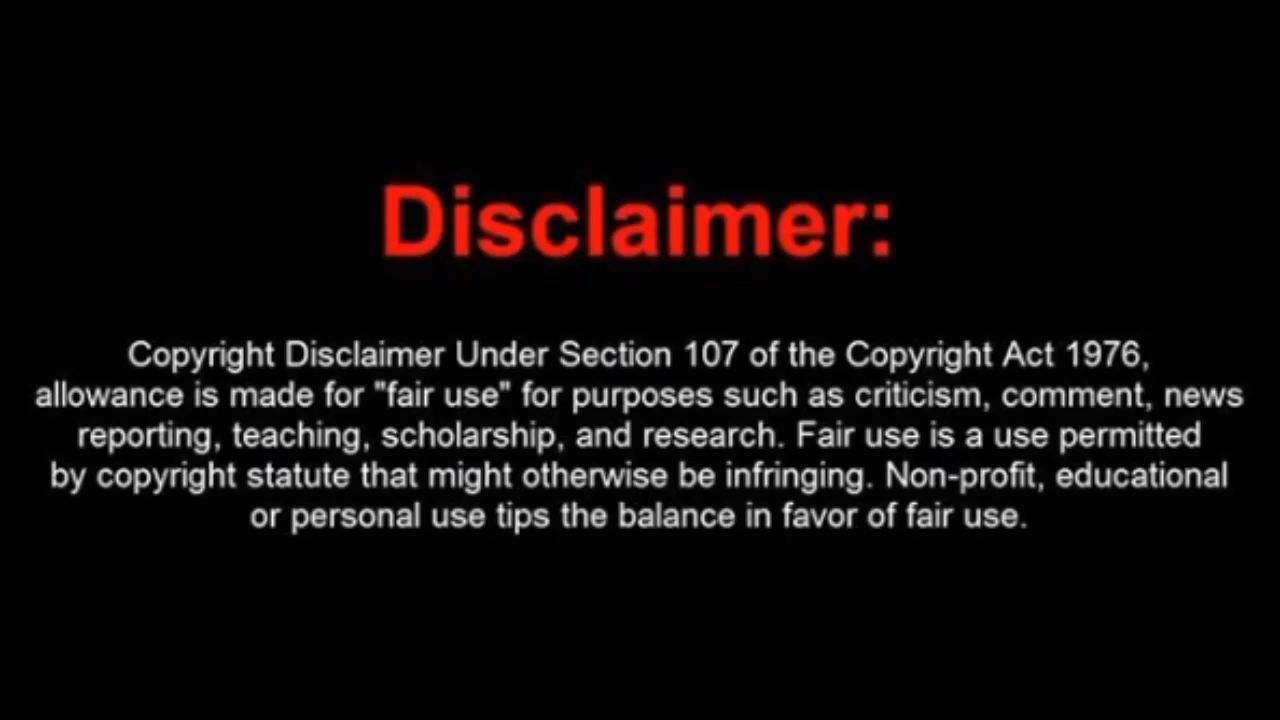 Disclaimer:
Copyright Disclaimer Under Section 107 of the Copyright Act 1976,
allowance is made for "fair use" for purposes such as criticism, comment, news
reporting, teaching, scholarship, and research. Fair use is a use permitted
by copyright statute that might otherwise be infringing. Non-profit, educational
or personal use tips the balance in favor of fair use.